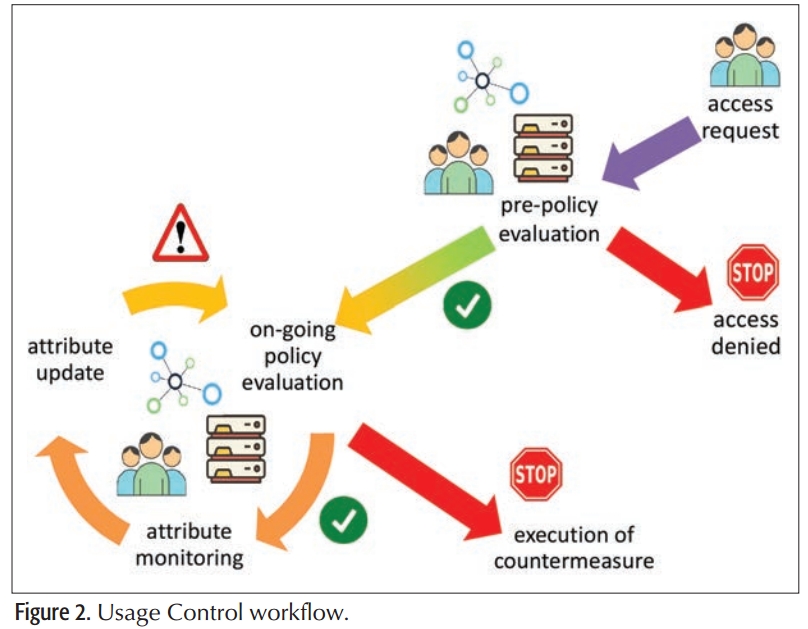 access
request
pre-policy
evaluation
STOP
access
denied
on-going
policy
evaluation
attribute
update
attribute
monitoring
STOP
execution of
countermeasure
Figure 2. Usage Control workflow.